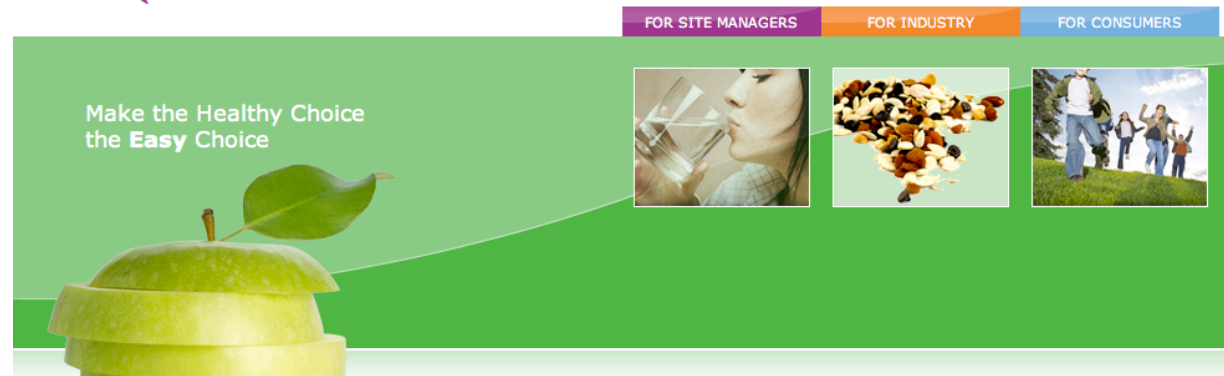 FOR SITE MANAGERS
FOR INDUSTRY
FOR CONSUMERS
Make the Healthy Choice
the Easy Choice